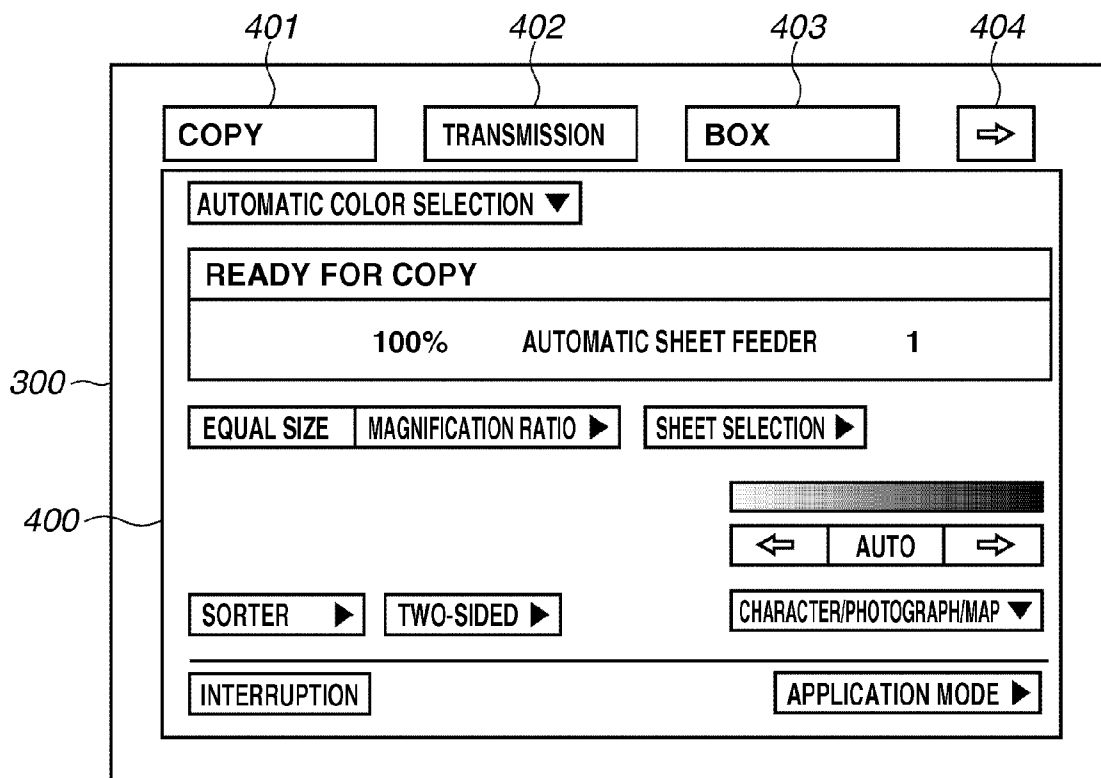 401 402 403 404
COPY TRANSMISSION BOX ⇨
AUTOMATIC COLOR SELECTION ▼
READY FOR COPY
100% AUTOMATIC SHEET FEEDER 1
300
EQUAL SIZE MAGNIFICATION RATIO ▶ SHEET SELECTION ▶
400
⇦ AUTO ⇨
SORTER ▶ TWO-SIDED ▶ CHARACTER/PHOTOGRAPH/MAP ▼
INTERRUPTION APPLICATION MODE ▶